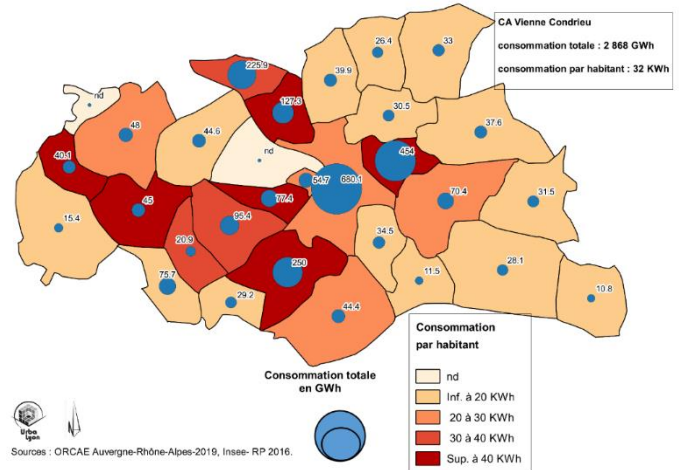 CA Vienne Condrieu
consommation totale : 2 868 GWh
consommation par habitant : 32 KWh
26.4
33
225.9
39.9
nd
127.3
30.5
48
44.6
37.6
40.1
nd
454
54.7
680.1
77.4
70.4
31.5
45
15.4
95.4
20.9
34.5
250
28.1
11.5
75.7
10.8
29.2
44.4
Consommation
par habitant
nd
Inf. à 20 KWh
20 à 30 KWh
30 à 40 KWh
Sup. à 40 KWh
Consommation totale
en GWh
Urba
Lyon
Sources : ORCAE Auvergne-Rhône-Alpes-2019, Insee- RP 2016.